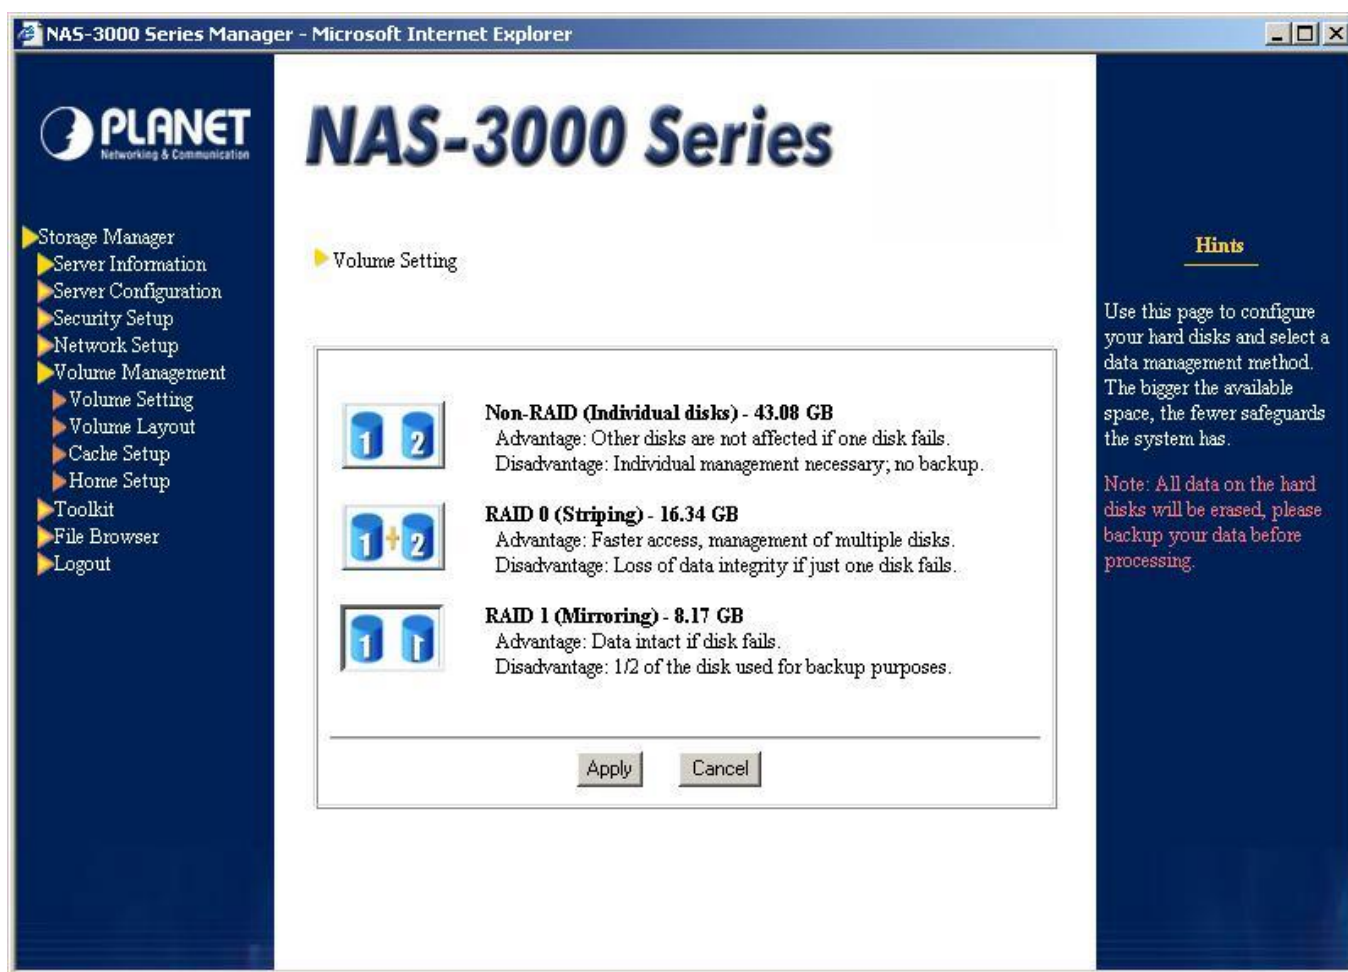 NAS-3000 Series Manager - Microsoft Internet Explorer
PLANET
Networking & Communication
NAS-3000 Series
Storage Manager
Server Information
Server Configuration
Security Setup
Network Setup
Volume Management
Volume Setting
Volume Layout
Cache Setup
Home Setup
Toolkit
File Browser
Logout
Volume Setting
1 2
Non-RAID (Individual disks) - 43.08 GB
Advantage: Other disks are not affected if one disk fails.
Disadvantage: Individual management necessary; no backup.
1+2
RAID 0 (Striping) - 16.34 GB
Advantage: Faster access, management of multiple disks.
Disadvantage: Loss of data integrity if just one disk fails.
1 1
RAID 1 (Mirroring) - 8.17 GB
Advantage: Data intact if disk fails.
Disadvantage: 1/2 of the disk used for backup purposes.
Apply Cancel
Hints
Use this page to configure
your hard disks and select a
data management method.
The bigger the available
space, the fewer safeguards
the system has.
Note: All data on the hard
disks will be erased, please
backup your data before
processing.